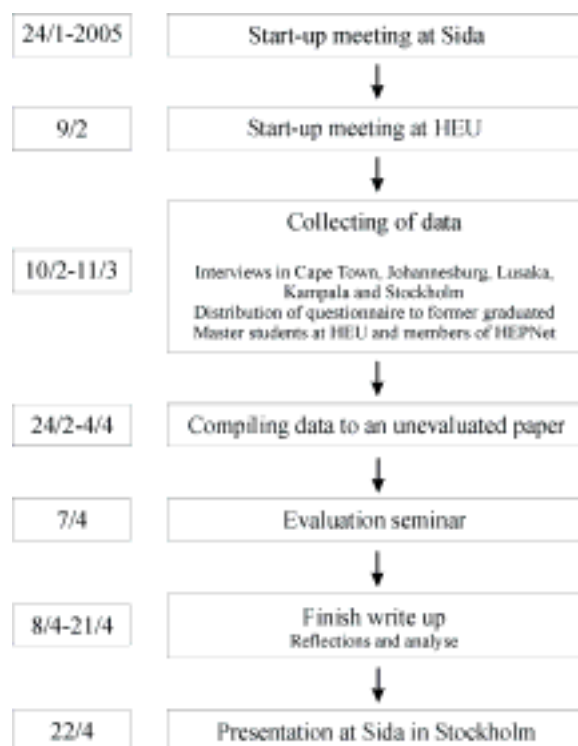 24/1-2005
Start-up meeting at Sida
9/2
Start-up meeting at HEU
10/2-11/3
Collecting of data
Interviews in Cape Town, Johannesburg, Lusaka,
Kampala and Stockholm
Distribution of questionnaire to former graduated
Master students at HEU and members of HEPNet
24/2-4/4
Compiling data to an unevaluated paper
7/4
Evaluation seminar
8/4-21/4
Finish write up
Reflections and analyse
22/4
Presentation at Sida in Stockholm